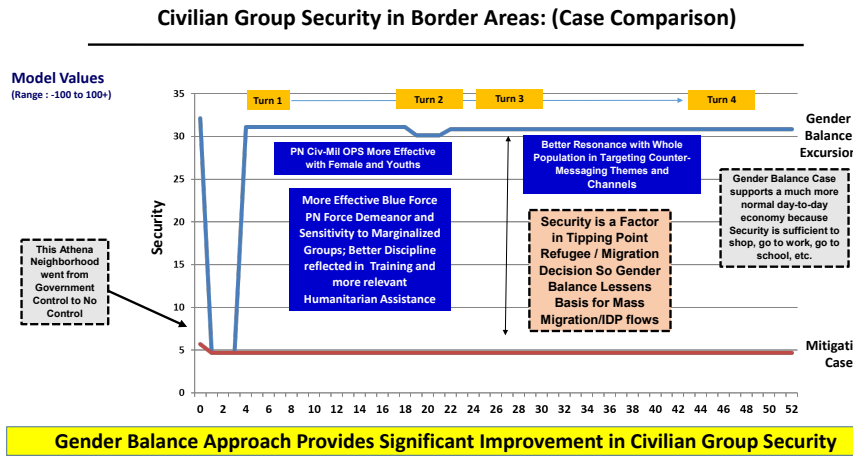 Civilian Group Security in Border Areas: (Case Comparison)
Model Values
(Range : -100 to 100+)
Turn 1
Turn 2
Turn 3
Turn 4
Gender
Balance
Excursion
PN Civ-Mil OPS More Effective
with Female and Youths
Better Resonance with Whole
Population in Targeting Counter-
Messaging Themes and
Channels
More Effective Blue Force
PN Force Demeanor and
Sensitivity to Marginalized
Groups; Better Discipline
reflected in Training and
more relevant
Humanitarian Assistance
Security is a Factor
in Tipping Point
Refugee / Migration
Decision So Gender
Balance Lessens
Basis for Mass
Migration/IDP flows
Gender Balance Case
supports a much more
normal day-to-day
economy because
Security is sufficient to
shop, go to work, go to
school, etc.
This Athena
Neighborhood
went from
Government
Control to No
Control
Security
35
30
25
20
15
10
5
0
Mitigati
Case
0 2 4 6 8 10 12 14 16 18 20 22 24 26 28 30 32 34 36 38 40 42 44 46 48 50 52
Gender Balance Approach Provides Significant Improvement in Civilian Group Security